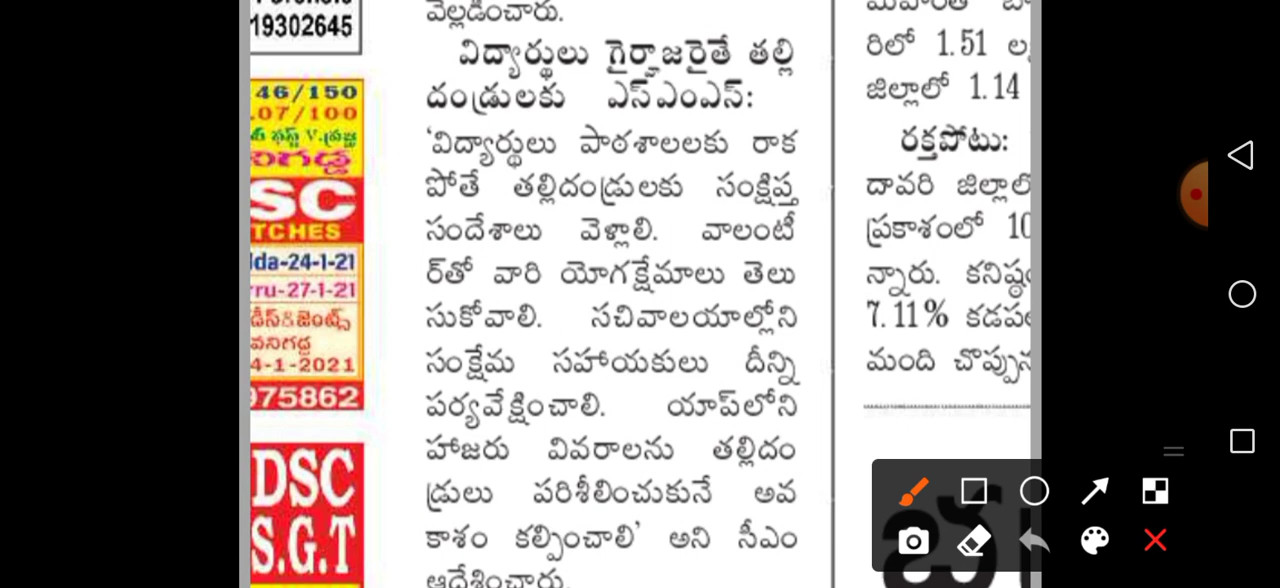 19302645
46/150
.07/100
SC
TCHES
dda-24-1-21
rru-27-1-21
4-1-2021
975862
DSC
S.G.T
వెల్లడించారు.
విద్యార్థులు గైర్హాజరైతే తల్లి
దండ్రులకు ఎస్ఎంఎస్:
'విద్యార్థులు పాఠశాలలకు రాక
పోతే తల్లిదండ్రులకు సంక్షిప్త
సందేశాలు వెళ్లాలి. వాలంటీ
ర్‌తో వారి యోగక్షేమాలు తెలు
సుకోవాలి. సచివాలయాల్లోని
సంక్షేమ సహాయకులు దీన్ని
పర్యవేక్షించాలి. యాప్‌లోని
హాజరు వివరాలను తల్లిదం
డ్రులు పరిశీలించుకునే అవ
కాశం కల్పించాలి' అని సీఎం
ఆదేశించారు.
రిలో 1.51 ల
జిల్లాలో 1.14
రక్తపోటు:
దావరి జిల్లాలో
ప్రకాశంలో 10
న్నారు. కనిష్ఠం
7.11% కడప
మంది చొప్పున